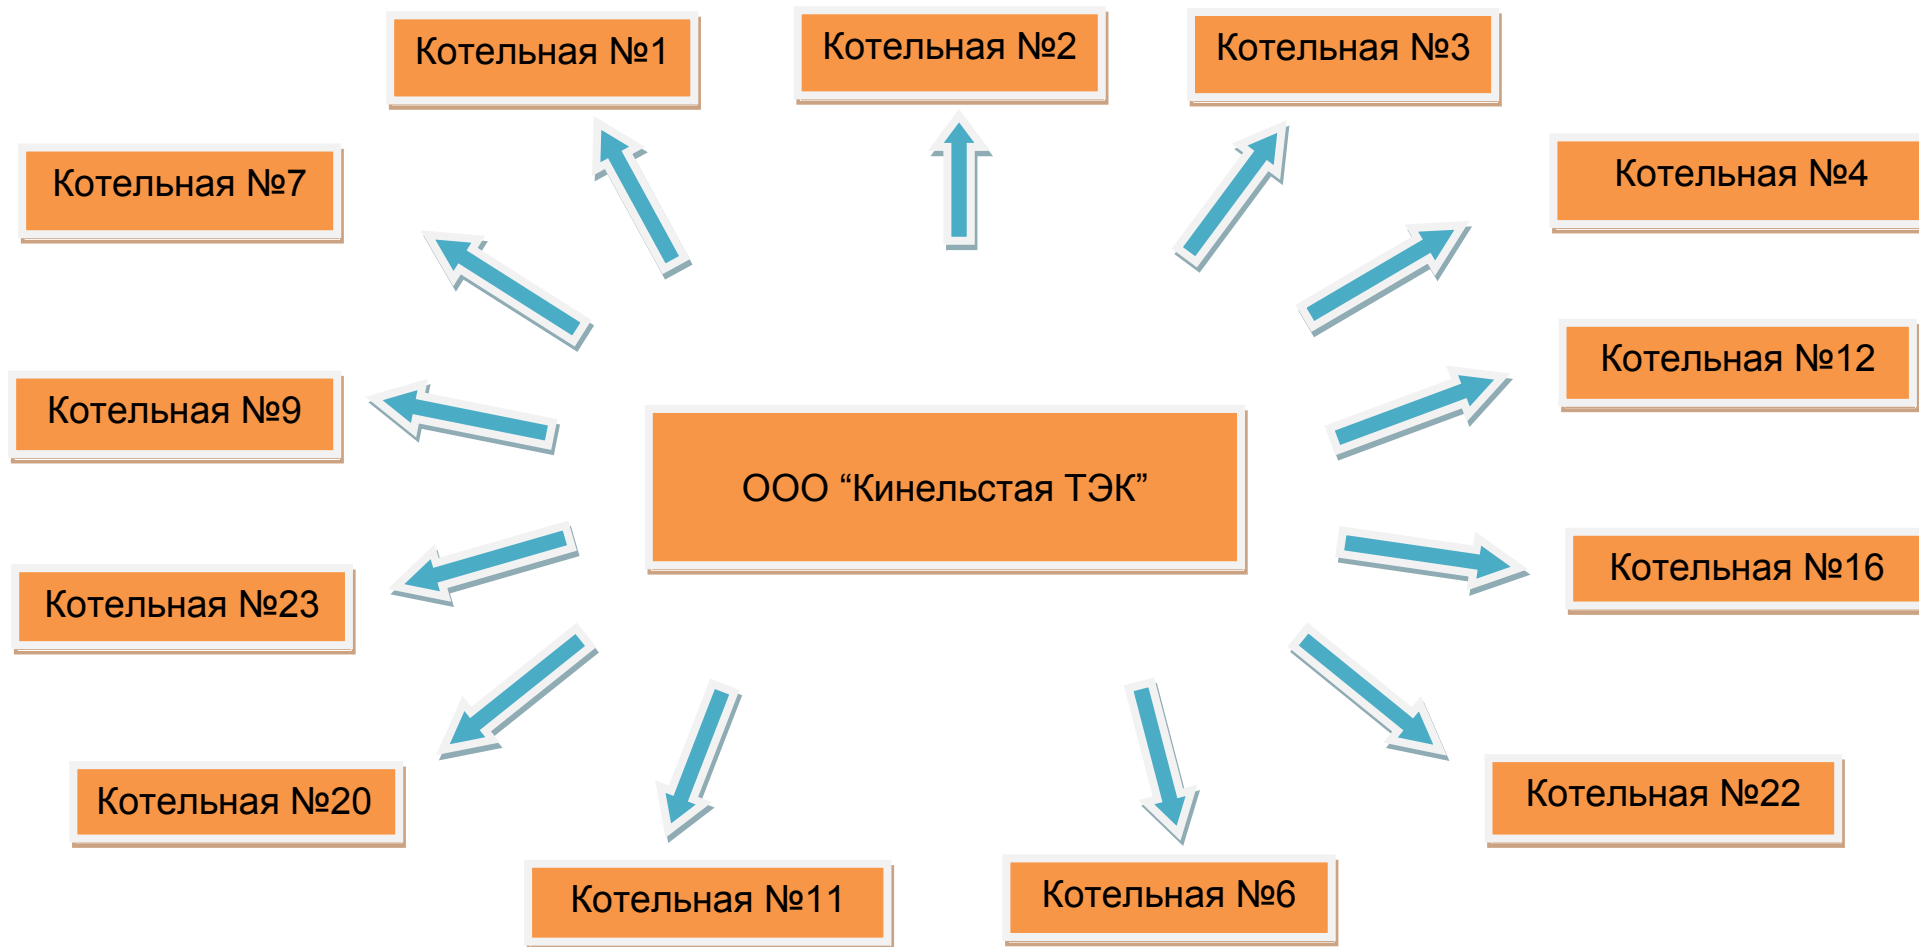 Котельная №1
Котельная №2
Котельная №3
Котельная №7
Котельная №4
Котельная №12
Котельная №9
ООО “Кинельстая ТЭК”
Котельная №16
Котельная №23
Котельная №20
Котельная №22
Котельная №11
Котельная №6